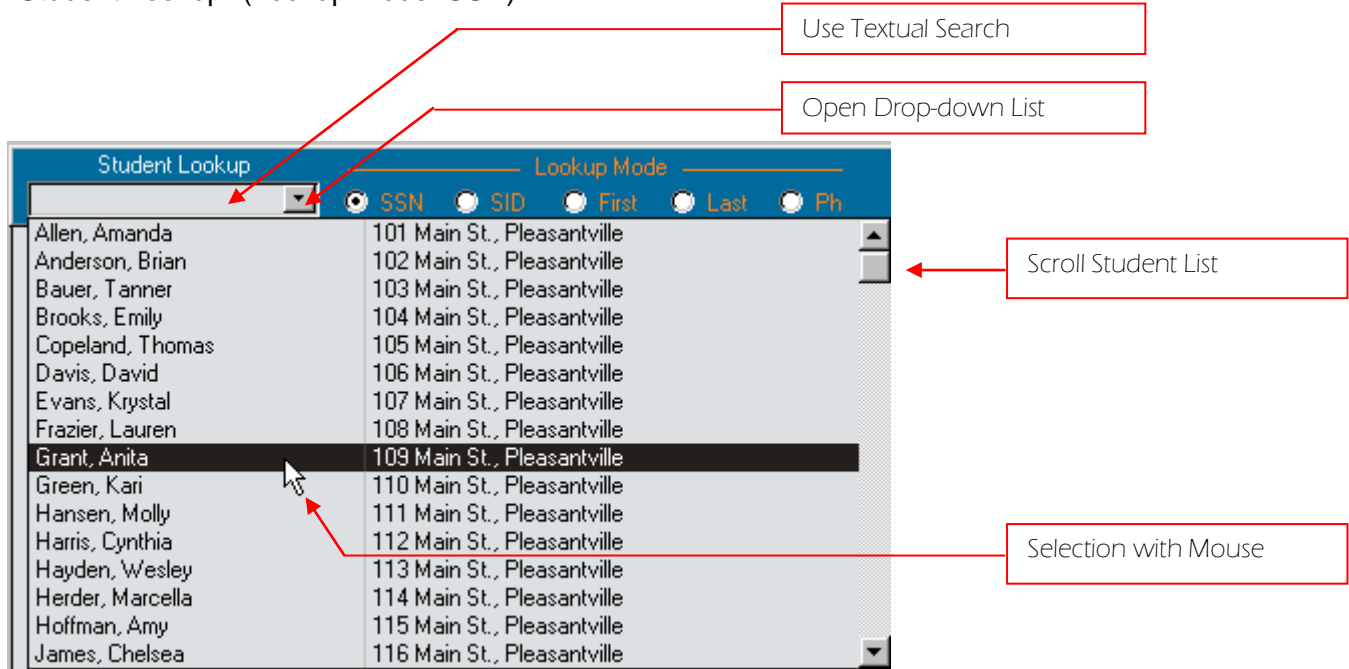 Student Lookup (Lookup Mode: SSN)
Use Textual Search
Open Drop-down List
Student Lookup
Lookup Mode
SSN SID First Last Ph
Allen, Amanda 101 Main St., Pleasantville
Anderson, Brian 102 Main St., Pleasantville
Bauer, Tanner 103 Main St., Pleasantville
Brooks, Emily 104 Main St., Pleasantville
Copeland, Thomas 105 Main St., Pleasantville
Davis, David 106 Main St., Pleasantville
Evans, Krystal 107 Main St., Pleasantville
Frazier, Lauren 108 Main St., Pleasantville
Grant, Anita 109 Main St., Pleasantville
Green, Kari 110 Main St., Pleasantville
Hansen, Molly 111 Main St., Pleasantville
Harris, Cynthia 112 Main St., Pleasantville
Hayden, Wesley 113 Main St., Pleasantville
Herder, Marcella 114 Main St., Pleasantville
Hoffman, Amy 115 Main St., Pleasantville
James, Chelsea 116 Main St., Pleasantville
Scroll Student List
Selection with Mouse